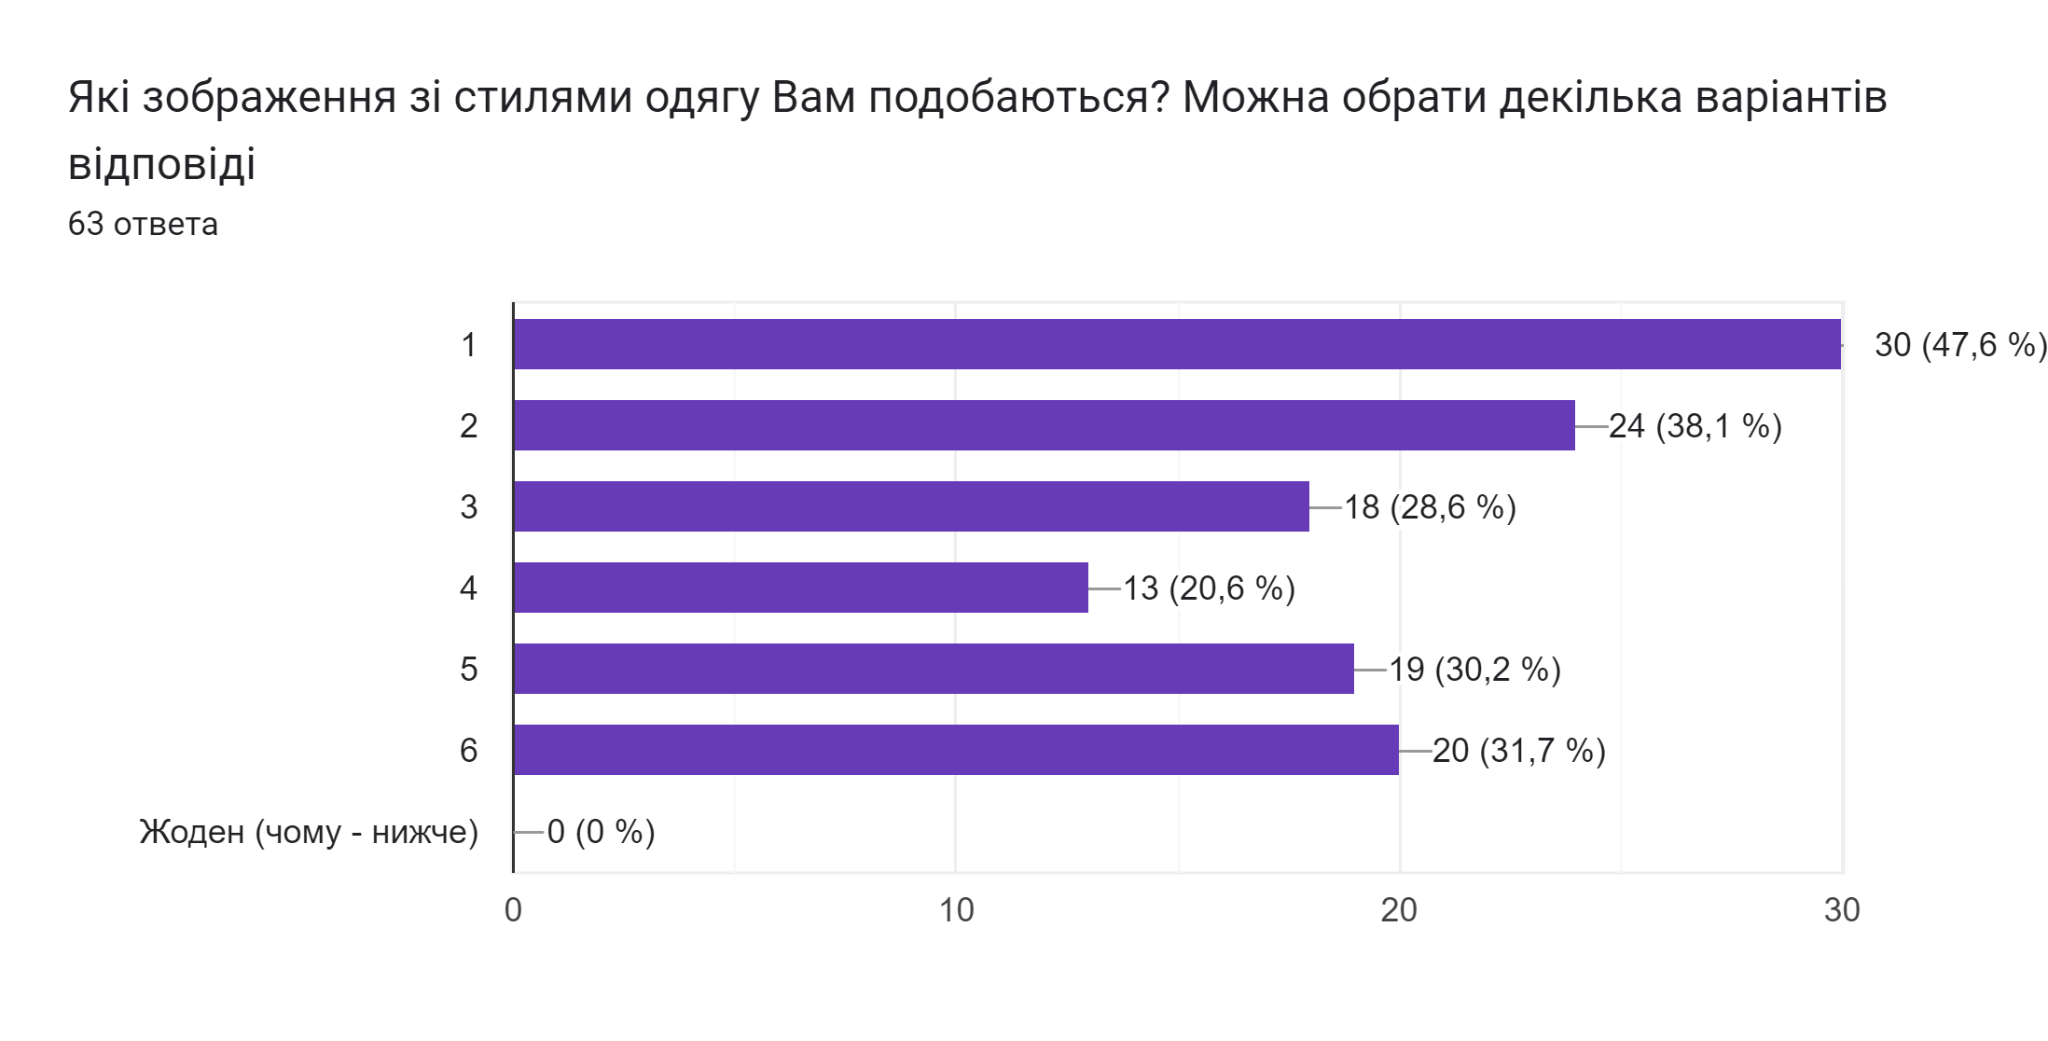 Які зображення зі стилями одягу Вам подобаються? Можна обрати декілька варіантів
відповіді
63 ответа
1 30 (47,6 %)
2 24 (38,1 %)
3 18 (28,6 %)
4 13 (20,6 %)
5 19 (30,2 %)
6 20 (31,7 %)
Жоден (чому - нижче) 0 (0 %)
0 10 20 30